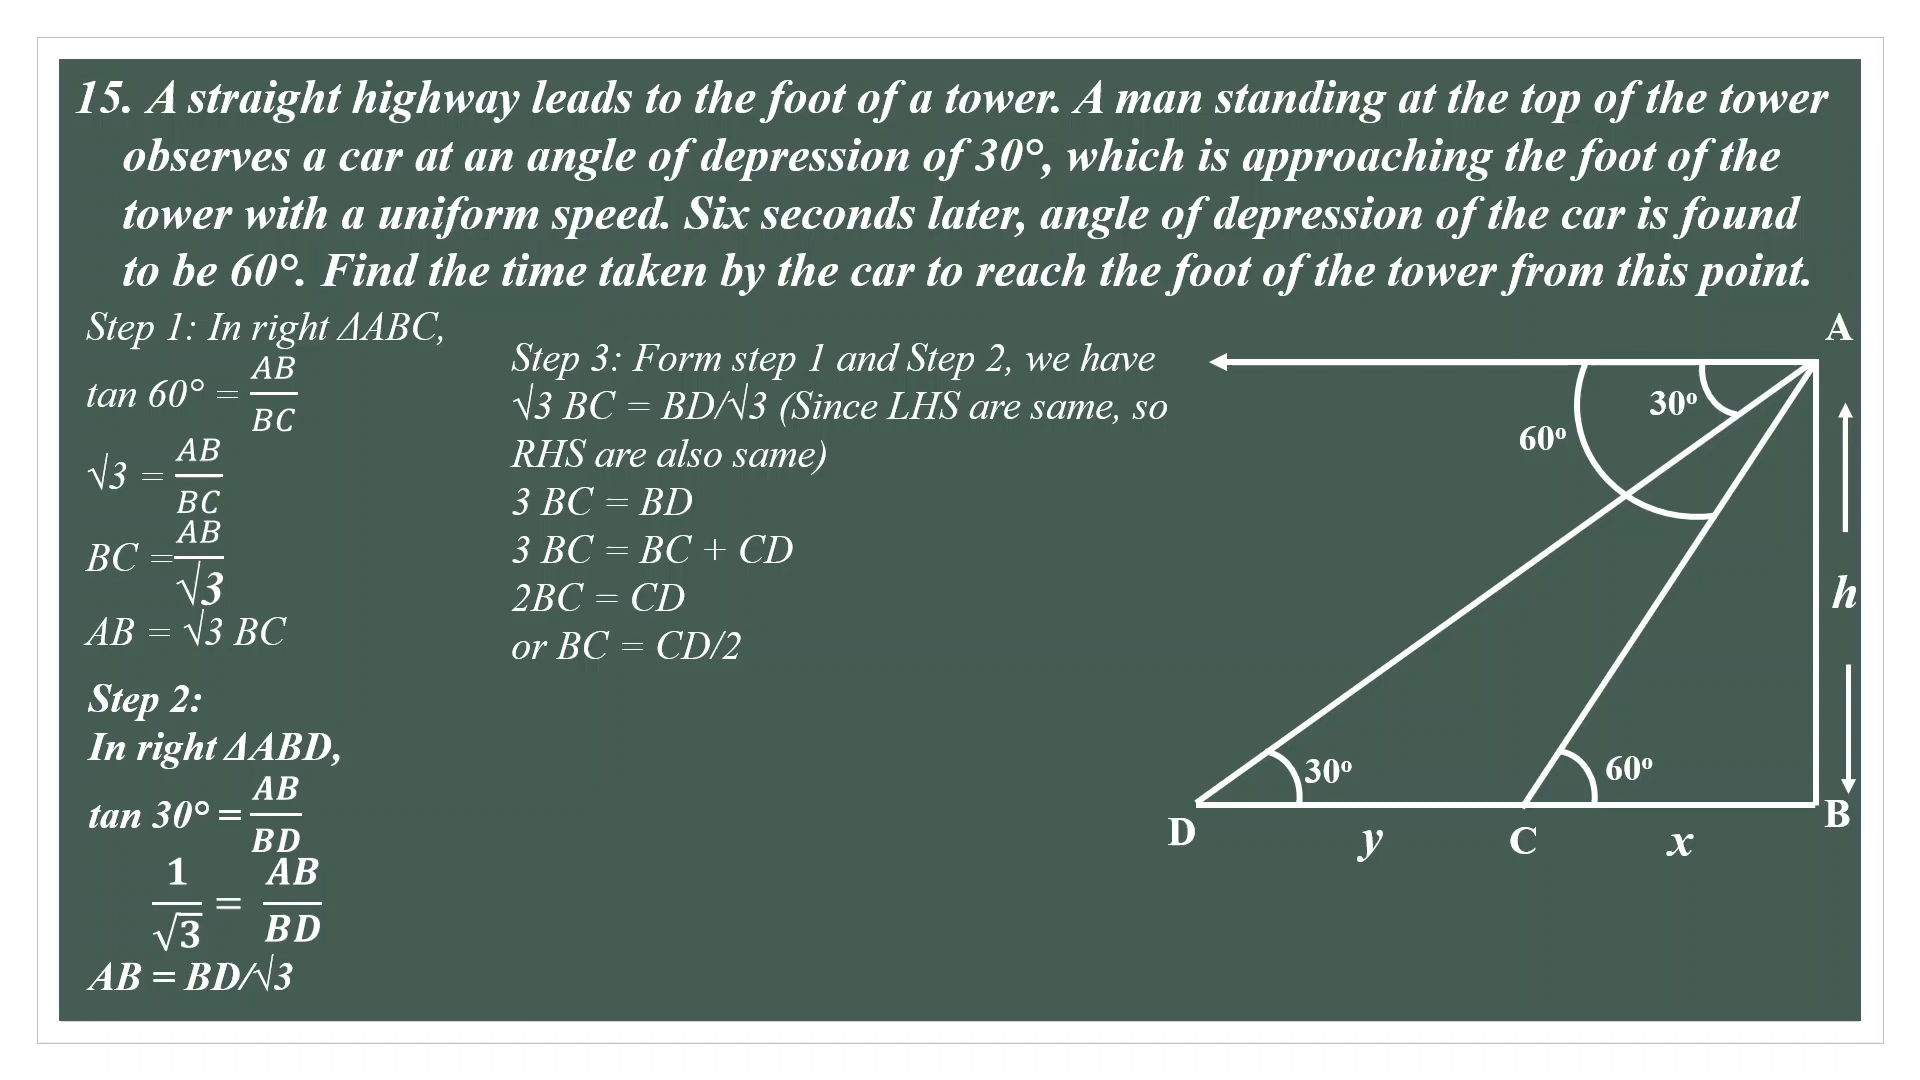 15. A straight highway leads to the foot of a tower. A man standing at the top of the tower
observes a car at an angle of depression of 30°, which is approaching the foot of the
tower with a uniform speed. Six seconds later, angle of depression of the car is found
to be 60°. Find the time taken by the car to reach the foot of the tower from this point.
Step 1: In right ΔABC,
tan 60° = AB/BC
√3 = AB/BC
BC = AB/√3
AB = √3 BC
Step 2:
In right ΔABD,
tan 30° = AB/BD
1/√3 = AB/BD
AB = BD/√3
Step 3: Form step 1 and Step 2, we have
√3 BC = BD/√3 (Since LHS are same, so
RHS are also same)
3 BC = BD
3 BC = BC + CD
2BC = CD
or BC = CD/2
A
30°
60°
h
30°
60°
D
y
C
x
B